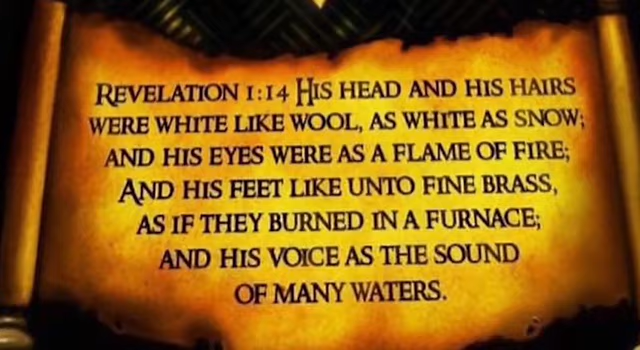 Revelation 1:14 His head and his hairs
were white like wool, as white as snow;
and his eyes were as a flame of fire;
And his feet like unto fine brass,
as if they burned in a furnace;
and his voice as the sound
of many waters.